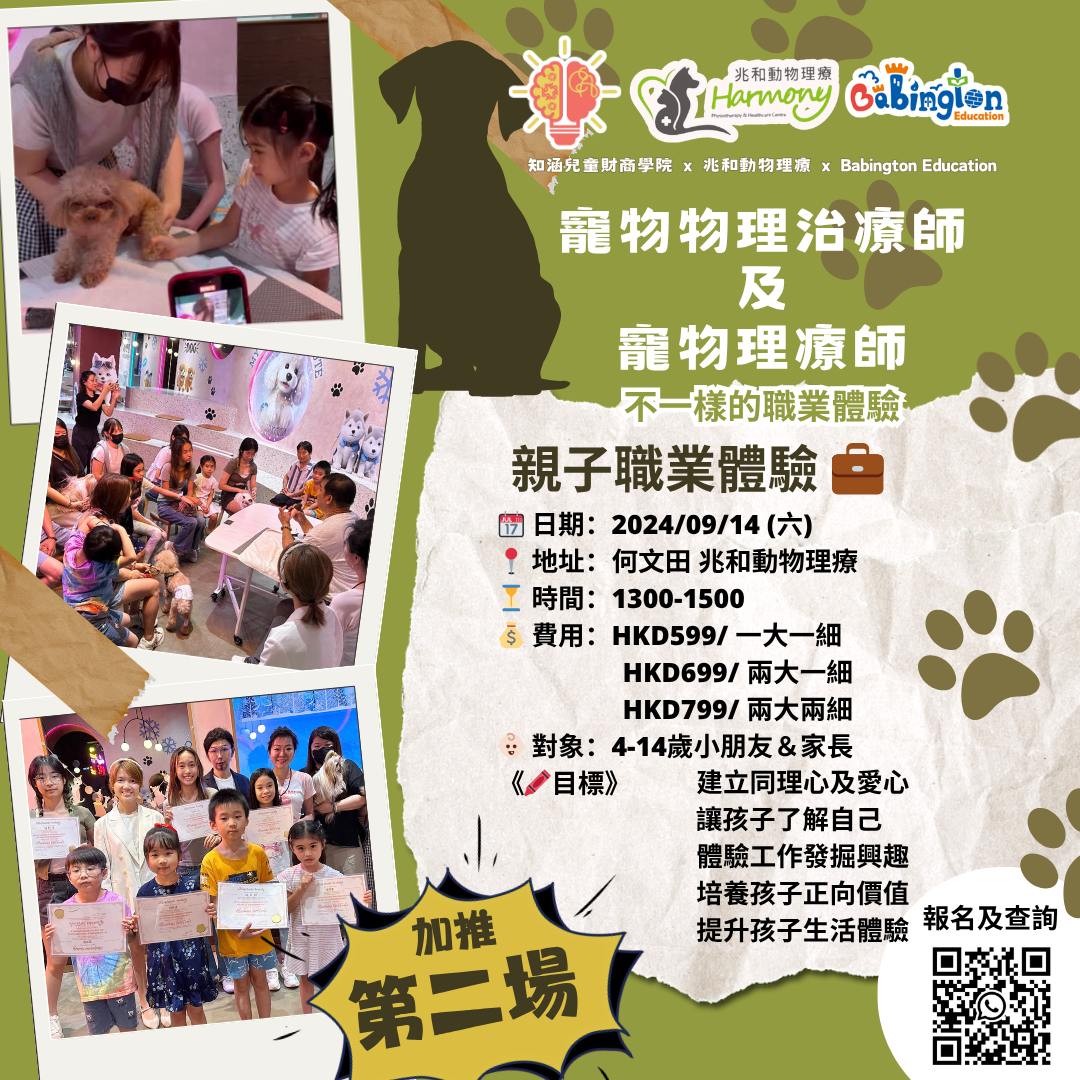 兆和動物理療
Harmony
Physiotherapy & Healthcare Centre
Babington
Education
知涵兒童財商學院 x 兆和動物理療 x Babington Education
寵物物理治療師
及
寵物理療師
不一樣的職業體驗
親子職業體驗
JUL 17
日期：2024/09/14 (六)
地址：何文田 兆和動物理療
時間：1300-1500
費用：HKD599/ 一大一細
HKD699/ 兩大一細
HKD799/ 兩大兩細
對象：4-14歲小朋友＆家長
《目標》 建立同理心及愛心
讓孩子了解自己
體驗工作發掘興趣
培養孩子正向價值
提升孩子生活體驗
加推
第二場
報名及查詢